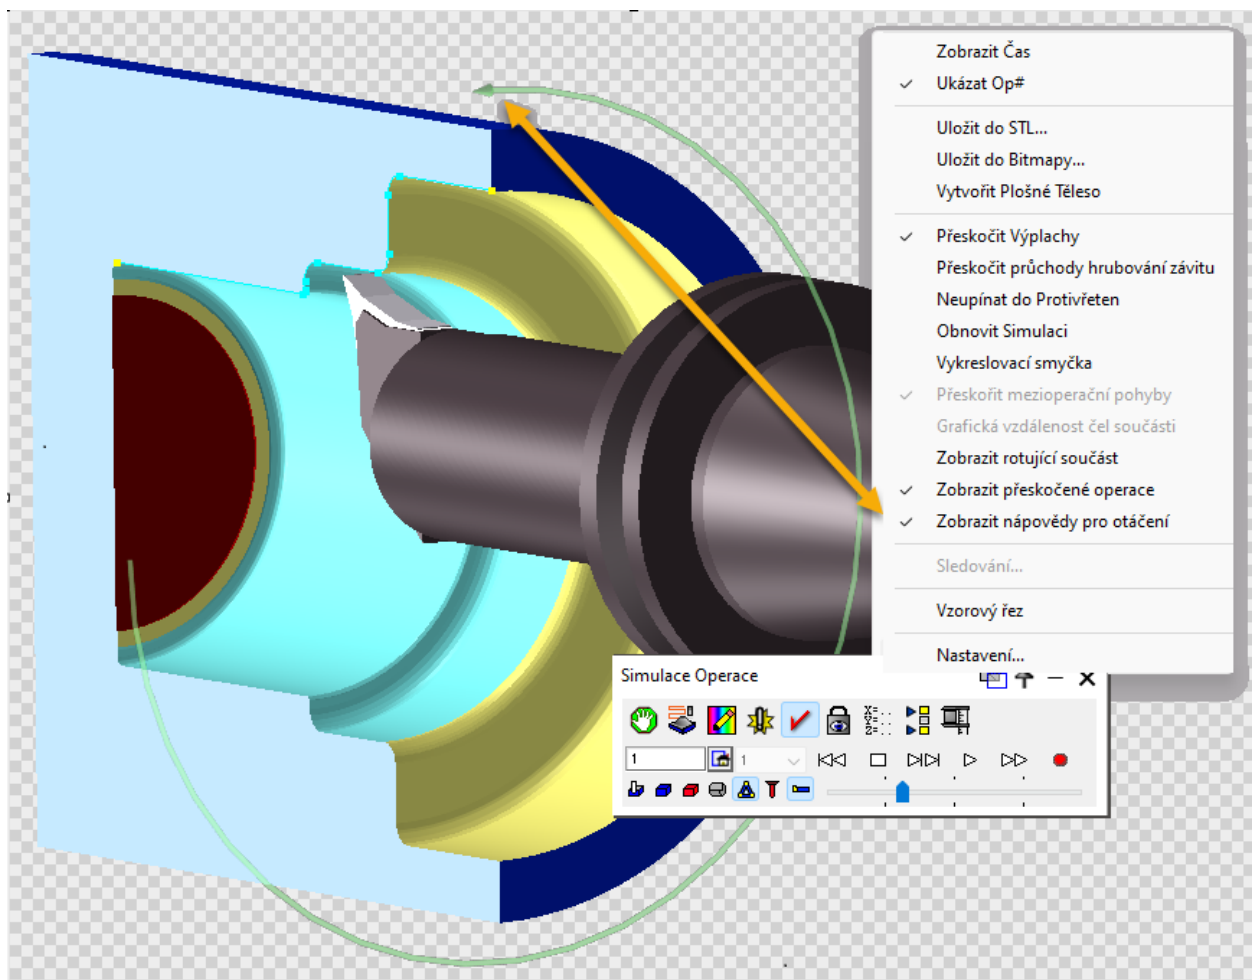 Zobrazit Čas
Ukázat Op#
Uložit do STL...
Uložit do Bitmapy...
Vytvořit Plošné Těleso
Přeskočit Výplachy
Přeskočit průchody hrubování závitu
Neupínat do Protivřeten
Obnovit Simulaci
Vykreslovací smyčka
Přeskořit mezioperační pohyby
Grafická vzdálenost čel součásti
Zobrazit rotující součást
Zobrazit přeskočené operace
Zobrazit nápovědy pro otáčení
Sledování...
Vzorový řez
Nastavení...
Simulace Operace
1
1